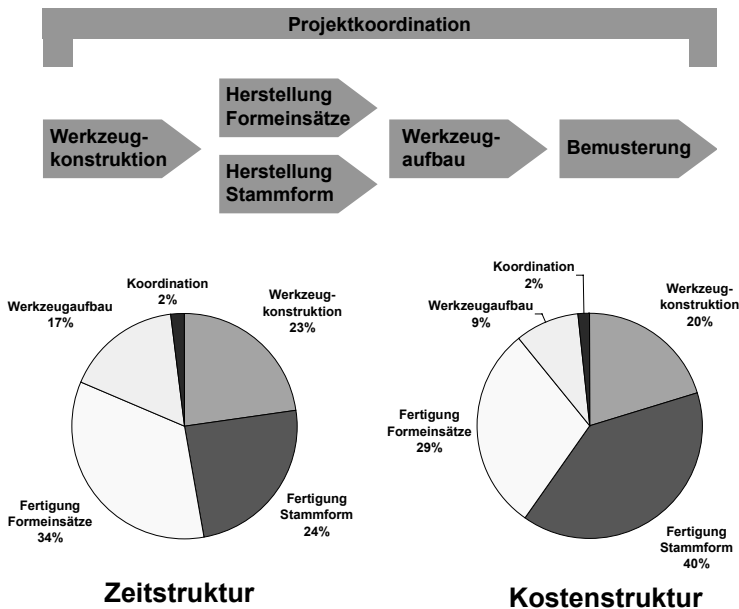 Projektkoordination
Werkzeug-
konstruktion
Herstellung
Formeinsätze
Herstellung
Stammform
Werkzeug-
aufbau
Bemusterung
Koordination
2%
Werkzeugaufbau
17%
Werkzeug-
konstruktion
23%
Fertigung
Formeinsätze
34%
Fertigung
Stammform
24%
Zeitstruktur
Koordination
2%
Werkzeugaufbau
9%
Werkzeug-
konstruktion
20%
Fertigung
Formeinsätze
29%
Fertigung
Stammform
40%
Kostenstruktur